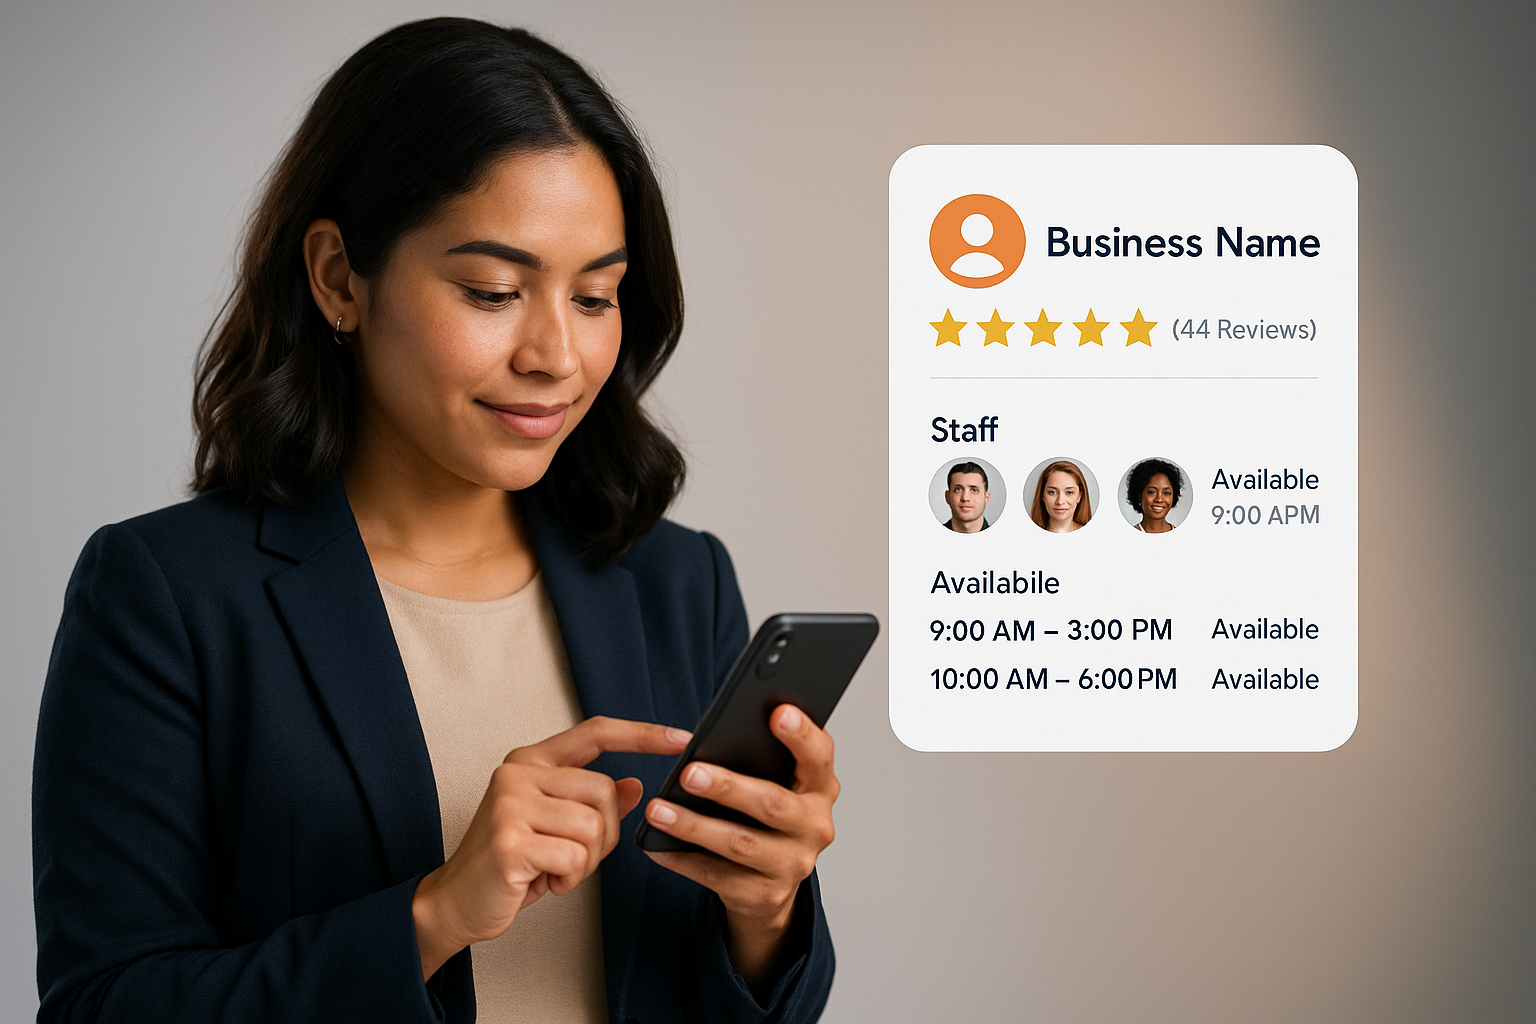 Business Name
(44 Reviews)
Staff
Available
9:00 APM
Availabile
9:00 AM – 3:00 PM Available
10:00 AM – 6:00 PM Available